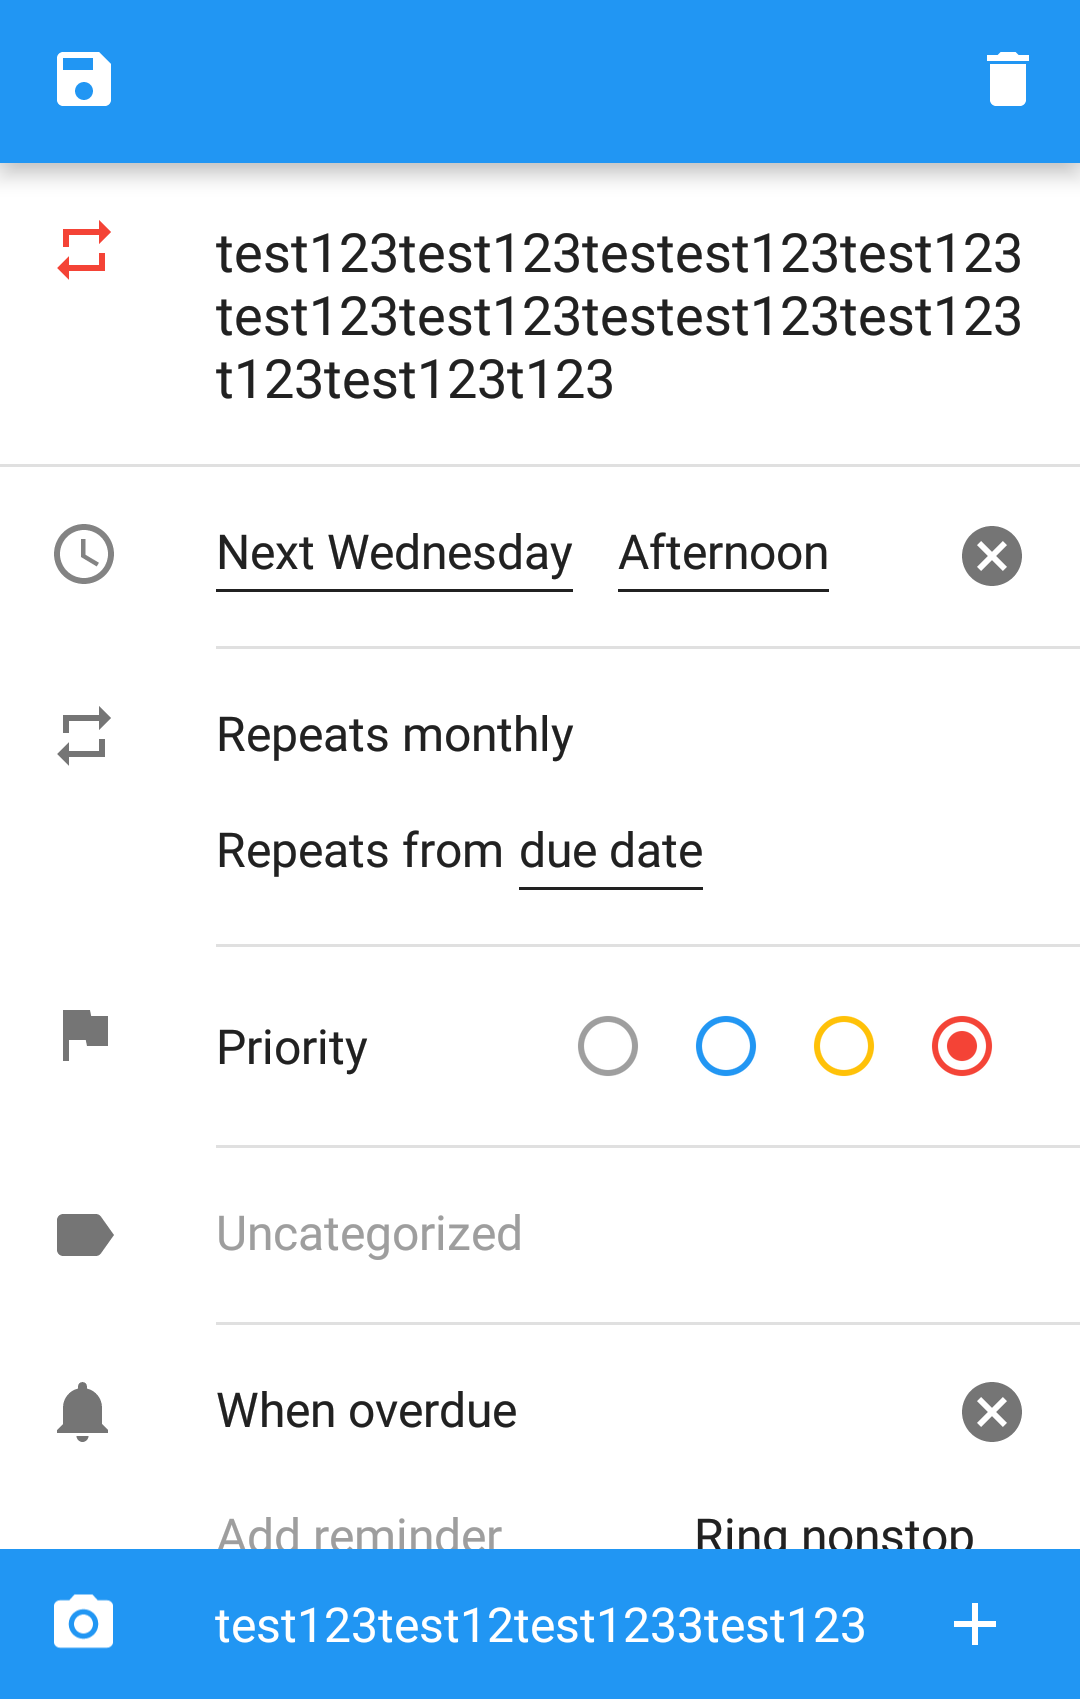 test123test123testest123test123
test123test123testest123test123
t123test123t123
Next Wednesday Afternoon
Repeats monthly
Repeats from due date
Priority
Uncategorized
When overdue
Add reminder Ring nonstop
test123test12test1233test123